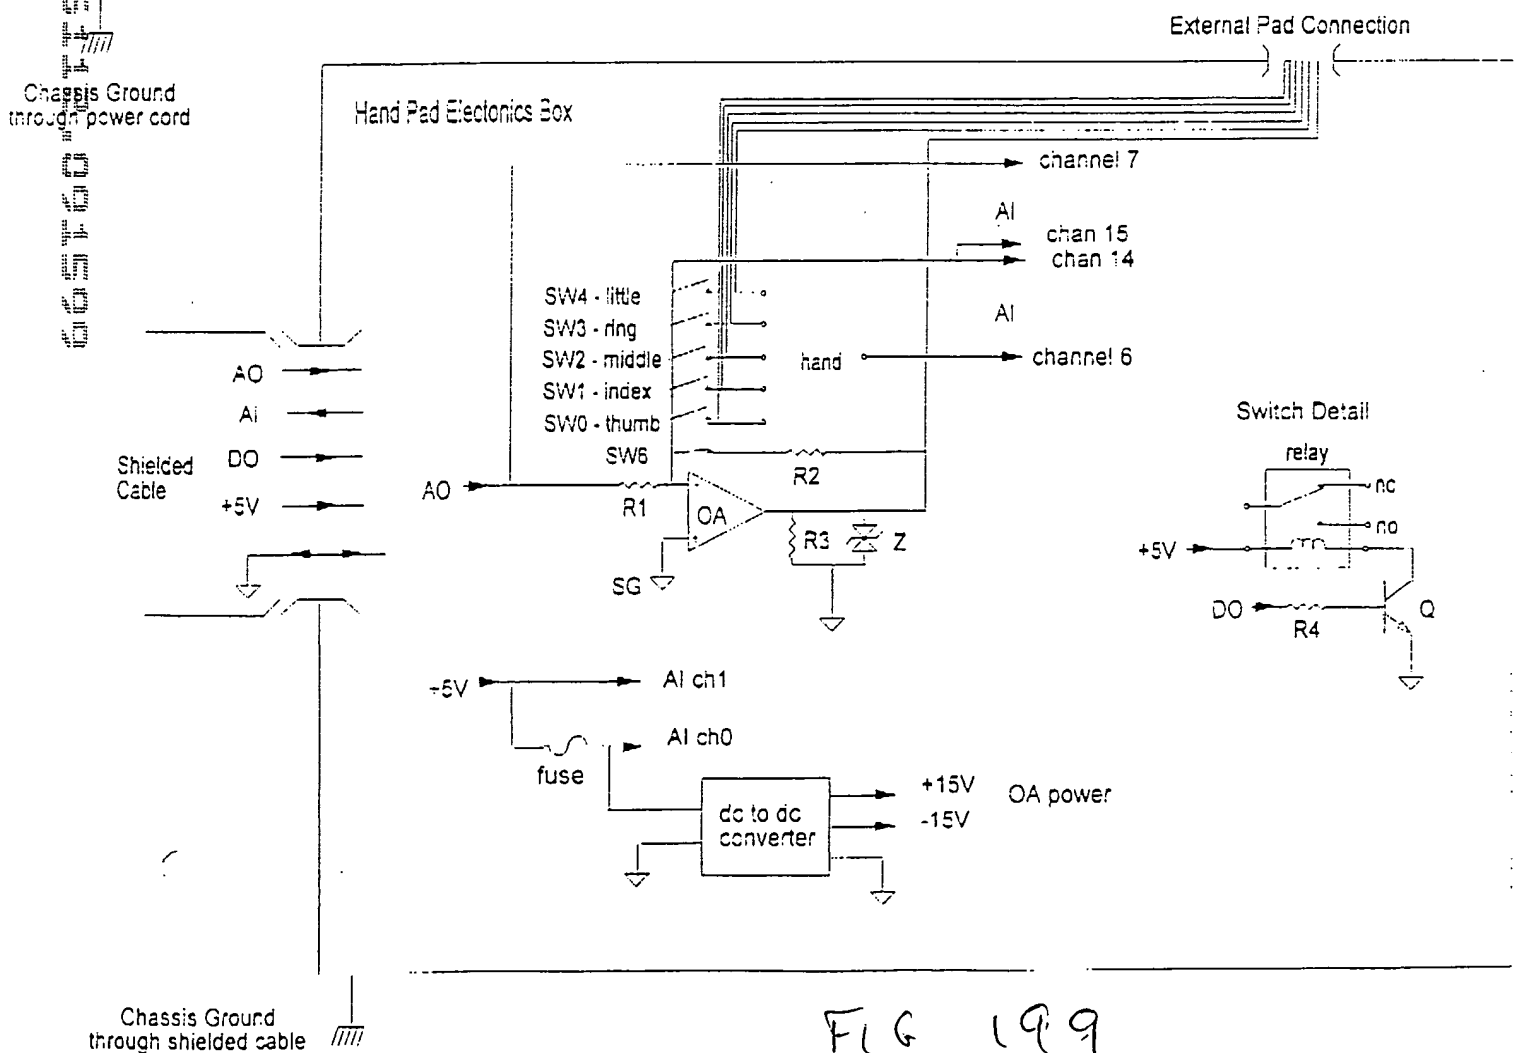 External Pad Connection
Chassis Ground
through power cord
Hand Pad Electonics Box
channel 7
AI
chan 15
chan 14
SW4 - little
SW3 - ring
AI
SW2 - middle
hand
channel 6
SW1 - index
SW0 - thumb
SW6
R2
AO
Ai
DO
+5V
Shielded
Cable
AO
R1
OA
R3
Z
SG
Switch Detail
relay
nc
no
+5V
DO
R4
Q
+5V
AI ch1
AI ch0
fuse
dc to dc
converter
+15V
-15V
OA power
Chassis Ground
through shielded cable
FIG 199